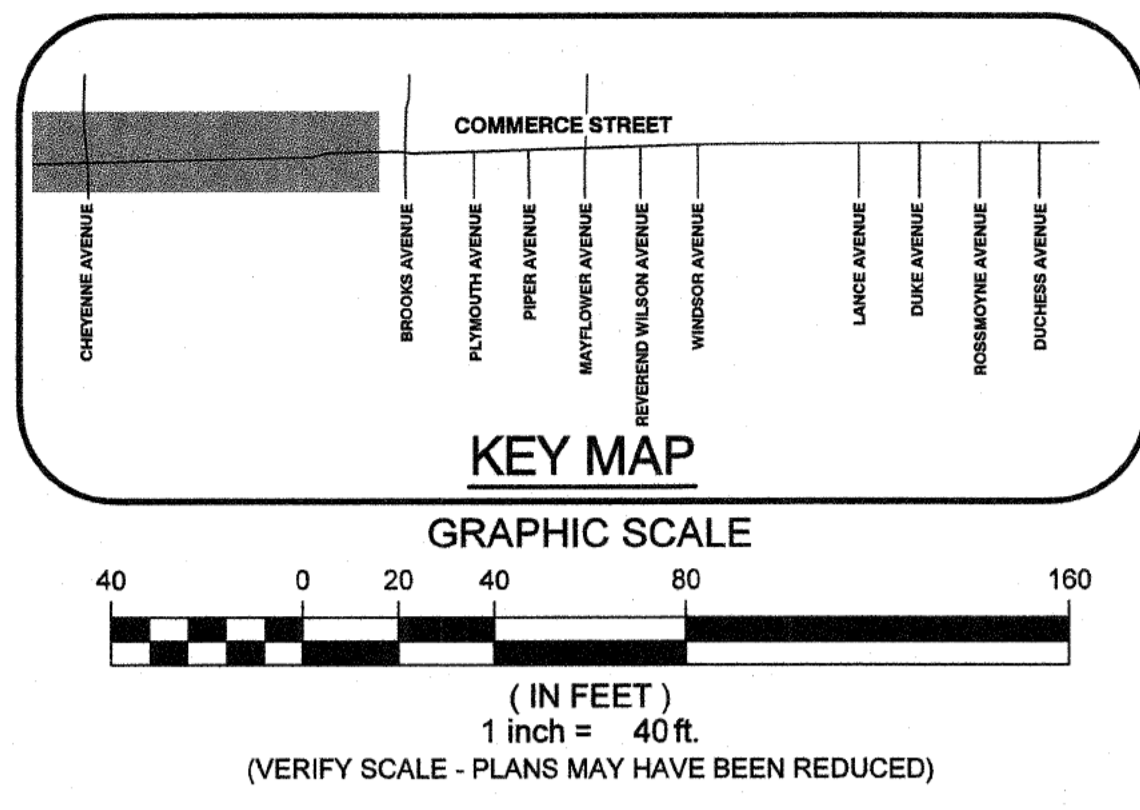 COMMERCE STREET
CHEYENNE AVENUE
BROOKS AVENUE
PLYMOUTH AVENUE
PIPER AVENUE
MAYFLOWER AVENUE
REVEREND WILSON AVENUE
WINDSOR AVENUE
LANCE AVENUE
DUKE AVENUE
ROSSMOYNE AVENUE
DUCHESS AVENUE
KEY MAP
GRAPHIC SCALE
40 0 20 40 80 160
( IN FEET )
1 inch = 40 ft.
(VERIFY SCALE - PLANS MAY HAVE BEEN REDUCED)